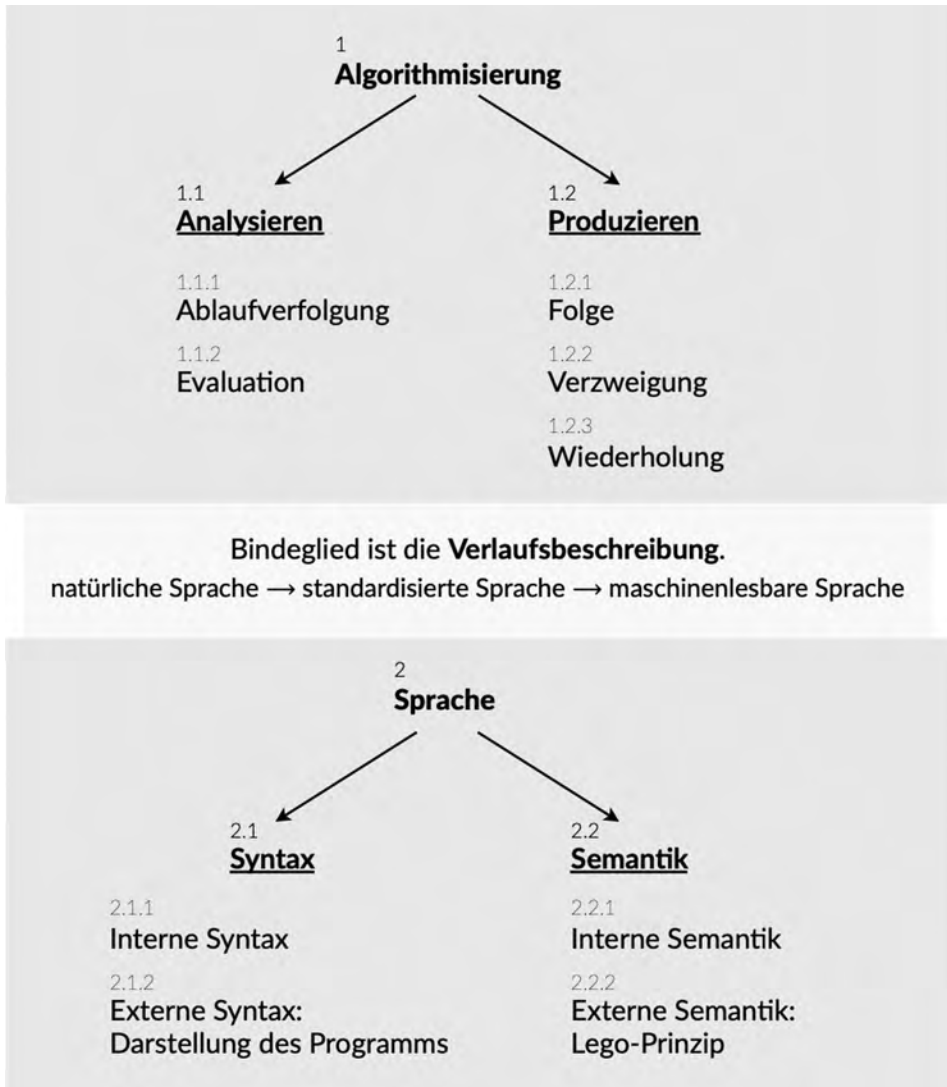 1
Algorithmisierung
1.1
Analysieren
1.1.1
Ablaufverfolgung
1.1.2
Evaluation
1.2
Produzieren
1.2.1
Folge
1.2.2
Verzweigung
1.2.3
Wiederholung
Bindeglied ist die Verlaufsbeschreibung.
natürliche Sprache → standardisierte Sprache → maschinenlesbare Sprache
2
Sprache
2.1
Syntax
2.1.1
Interne Syntax
2.1.2
Externe Syntax:
Darstellung des Programms
2.2
Semantik
2.2.1
Interne Semantik
2.2.2
Externe Semantik:
Lego-Prinzip